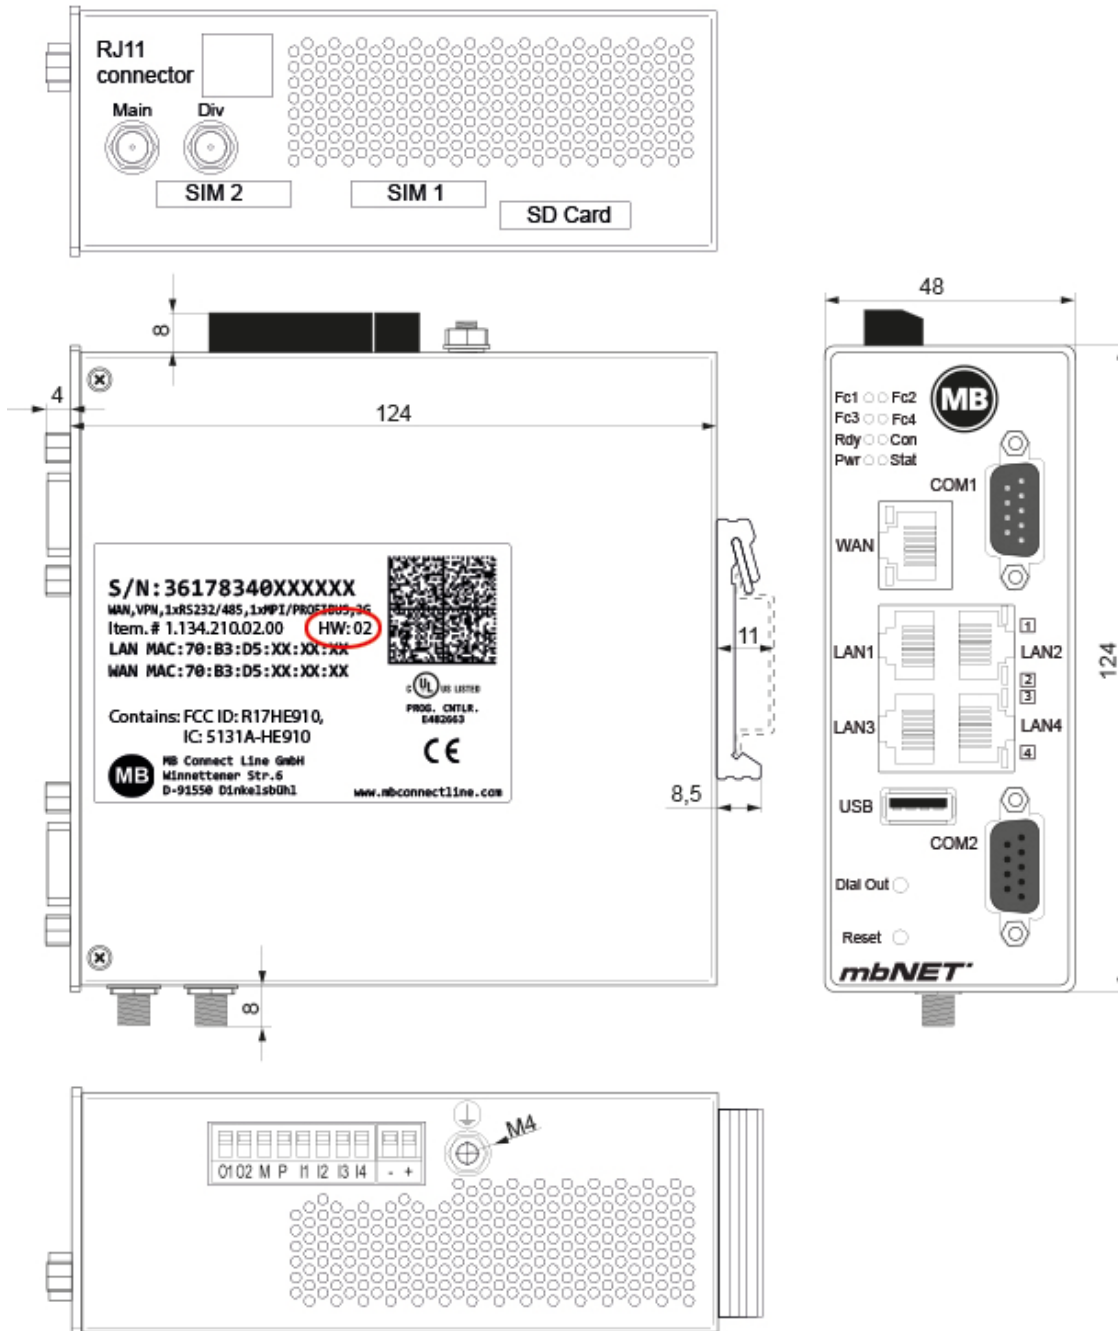 RJ11
connector
Main Div
SIM 2 SIM 1
SD Card
8
4
124
S/N:36178340XXXXXX
WAN,VPN,1xRS232/485,1xMPI/PROFIBUS,3G
Item.# 1.134.210.02.00 HW: 02
LAN MAC:70:B3:D5:XX:XX:XX
WAN MAC:70:B3:D5:XX:XX:XX
C UL US LISTED
PROG. CNTLR.
E482663
Contains: FCC ID: R17HE910,
IC: 5131A-HE910
CE
MB
MB Connect Line GmbH
Winnettener Str.6
D-91550 Dinkelsbühl
www.mbconnectline.com
11
8,5
8
48
Fc1 Fc2
Fc3 Fc4
Rdy Con
Pwr Stat
MB
COM1
WAN
1
LAN1 LAN2
2
3
LAN3 LAN4
4
124
USB
COM2
Dial Out
Reset
mbNET
M4
O1 O2 M P I1 I2 I3 I4 - +